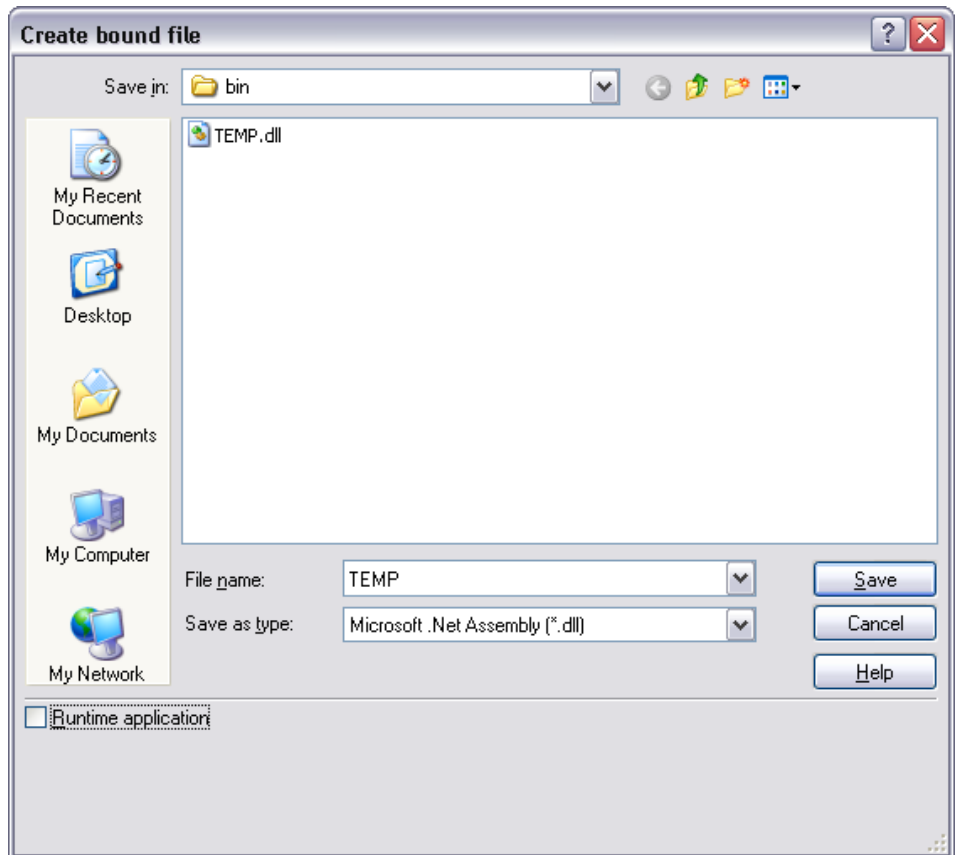 Create bound file
Save in:
bin
TEMP.dll
My Recent
Documents
Desktop
My Documents
My Computer
My Network
File name:
TEMP
Save
Save as type:
Microsoft .Net Assembly (*.dll)
Cancel
Help
Runtime application